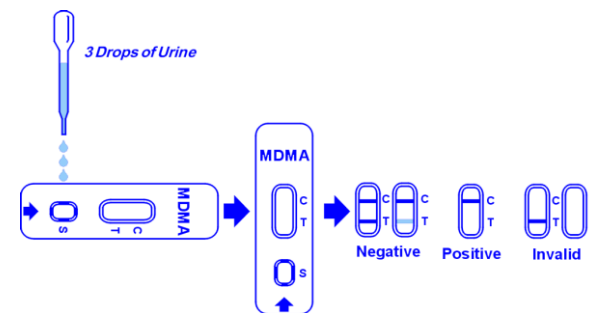 3 Drops of Urine
S
T C
MDMA
MDMA
C
T
S
C
T
C
T
Negative
C
T
Positive
C
T
Invalid